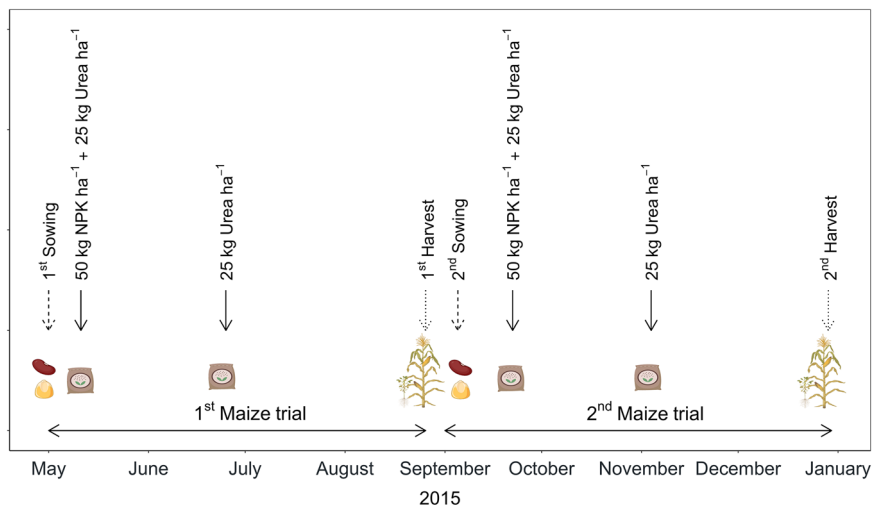 1st Sowing
50 kg NPK ha−1 + 25 kg Urea ha−1
25 kg Urea ha−1
1st Harvest
2nd Sowing
50 kg NPK ha−1 + 25 kg Urea ha−1
25 kg Urea ha−1
2nd Harvest
1st Maize trial
2nd Maize trial
May June July August September October November December January
2015